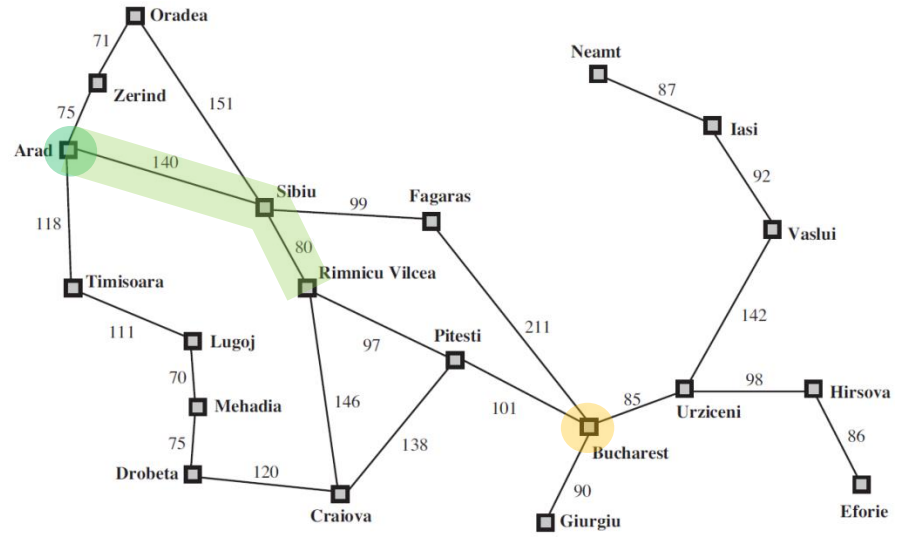 Oradea
71
Neamt
87
Zerind
151
75
Iasi
Arad
140
92
Sibiu
99
Fagaras
118
Vaslui
80
Timisoara
Rimnicu Vilcea
142
111
211
Lugoj
97
Pitesti
70
98
Hirsova
Mehadia
146
101
85
Urziceni
138
86
75
Bucharest
Drobeta
120
90
Craiova
Giurgiu
Eforie